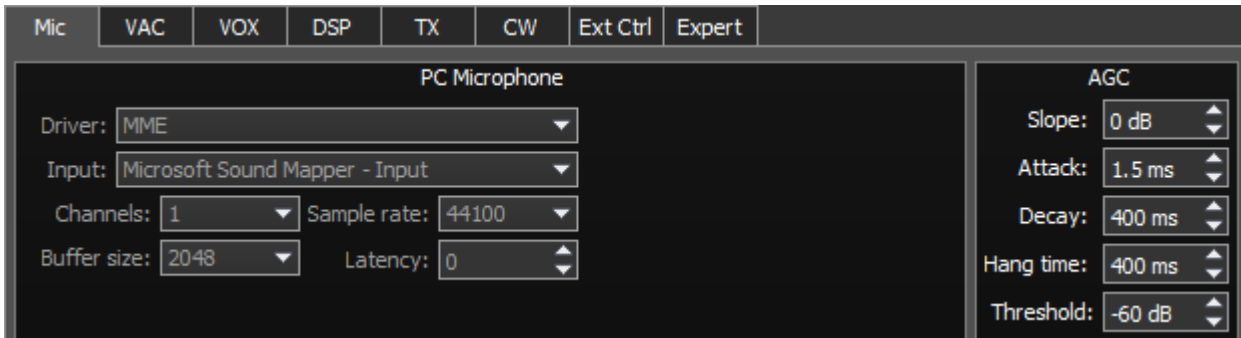 Mic VAC VOX DSP TX CW Ext Ctrl Expert
PC Microphone
Driver: MME
Input: Microsoft Sound Mapper - Input
Channels: 1 Sample rate: 44100
Buffer size: 2048 Latency: 0
AGC
Slope: 0 dB
Attack: 1.5 ms
Decay: 400 ms
Hang time: 400 ms
Threshold: -60 dB